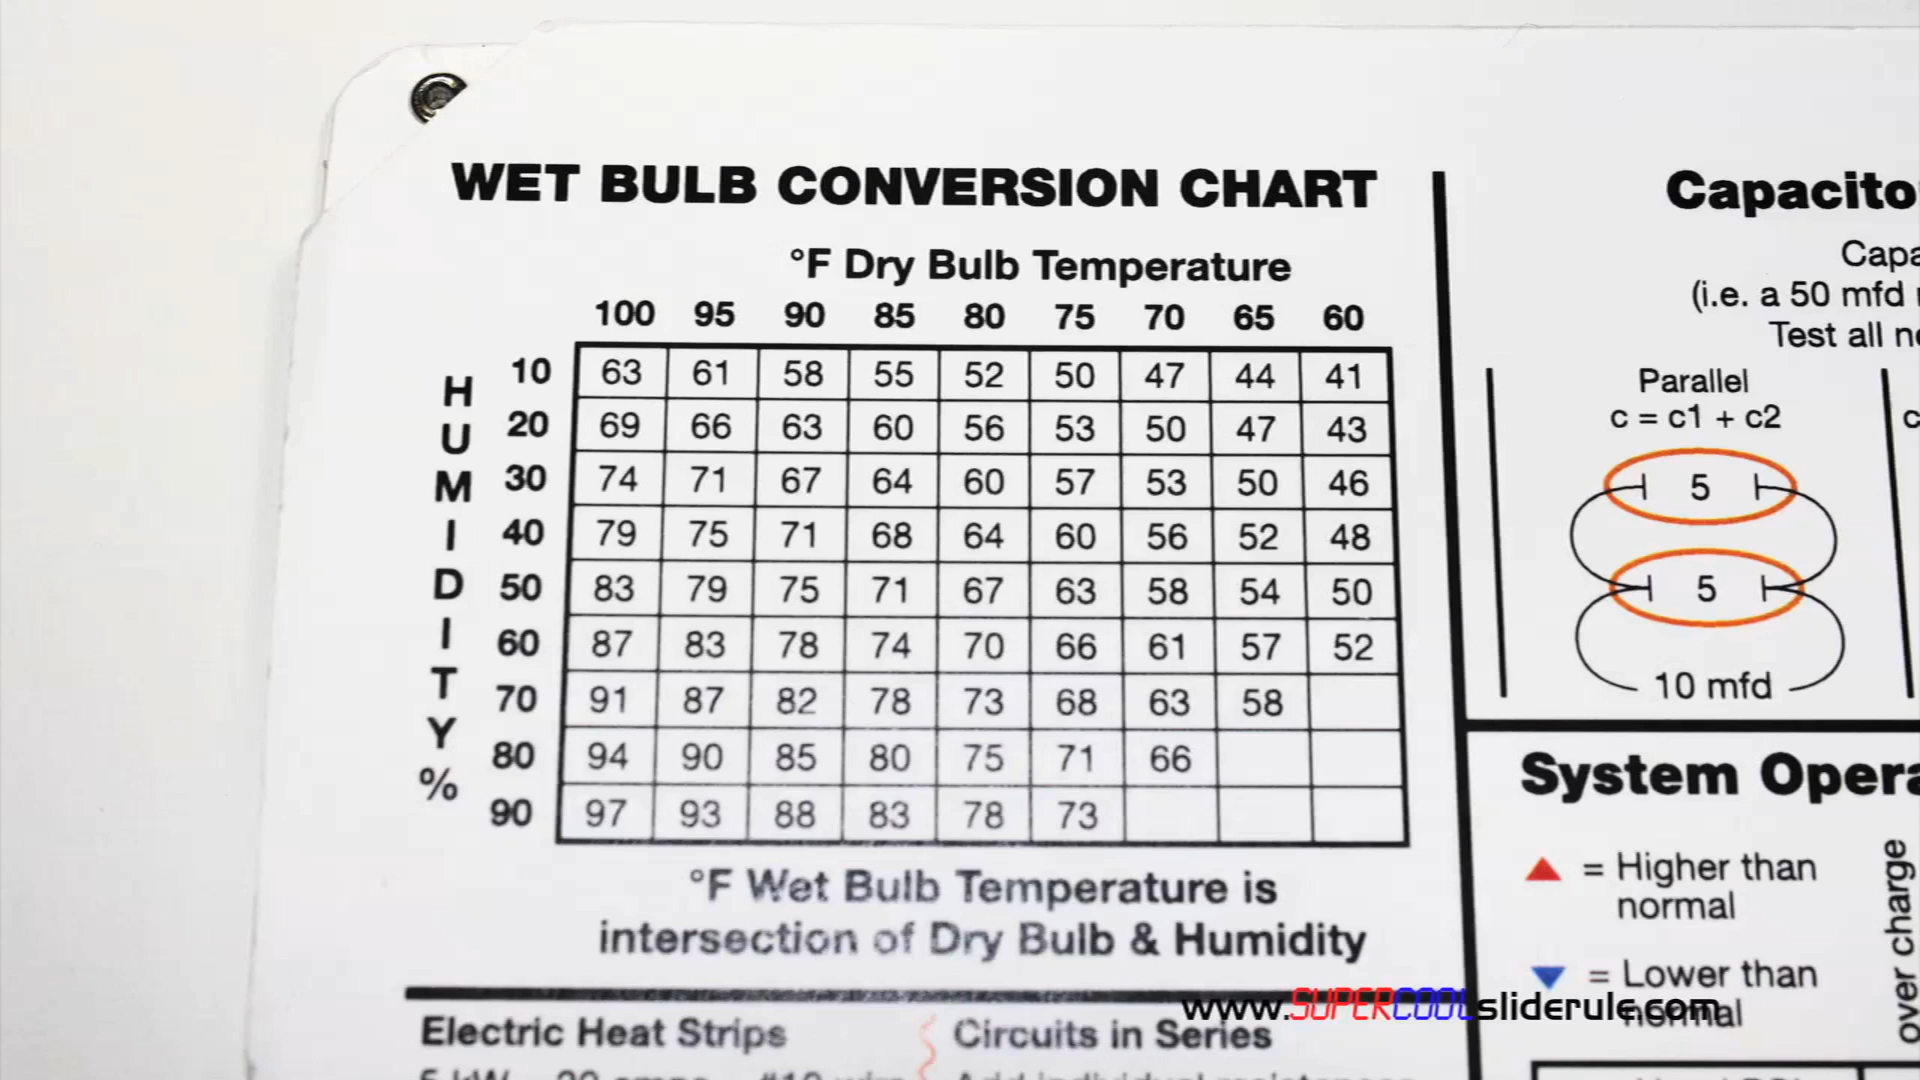 WET BULB CONVERSION CHART
°F Dry Bulb Temperature
100 95 90 85 80 75 70 65 60
HUMIDITY %
10 63 61 58 55 52 50 47 44 41
20 69 66 63 60 56 53 50 47 43
30 74 71 67 64 60 57 53 50 46
40 79 75 71 68 64 60 56 52 48
50 83 79 75 71 67 63 58 54 50
60 87 83 78 74 70 66 61 57 52
70 91 87 82 78 73 68 63 58
80 94 90 85 80 75 71 66
90 97 93 88 83 78 73
°F Wet Bulb Temperature is
intersection of Dry Bulb & Humidity
Electric Heat Strips
Circuits in Series
Capacito
Capa
(i.e. a 50 mfd
Test all
Parallel
c = c1 + c2
c
5
5
10 mfd
System Opera
= Higher than
normal
= Lower than
normal
over charge
www.SUPERCOOLsliderule.com